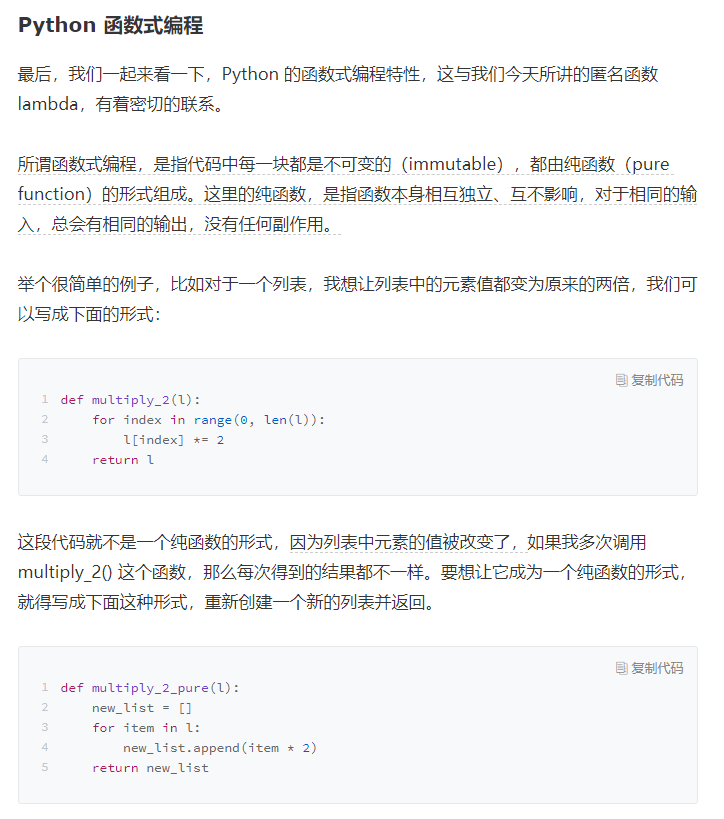 Python 函数式编程
最后，我们一起来看一下，Python 的函数式编程特性，这与我们今天所讲的匿名函数
lambda，有着密切的联系。
所谓函数式编程，是指代码中每一块都是不可变的（immutable），都由纯函数（pure
function）的形式组成。这里的纯函数，是指函数本身相互独立、互不影响，对于相同的输
入，总会有相同的输出，没有任何副作用。
举个很简单的例子，比如对于一个列表，我想让列表中的元素值都变为原来的两倍，我们可
以写成下面的形式：
复制代码
1 def multiply_2(l):
2     for index in range(0, len(l)):
3         l[index] *= 2
4     return l
这段代码就不是一个纯函数的形式，因为列表中元素的值被改变了，如果我多次调用
multiply_2() 这个函数，那么每次得到的结果都不一样。要想让它成为一个纯函数的形式，
就得写成下面这种形式，重新创建一个新的列表并返回。
复制代码
1 def multiply_2_pure(l):
2     new_list = []
3     for item in l:
4         new_list.append(item * 2)
5     return new_list